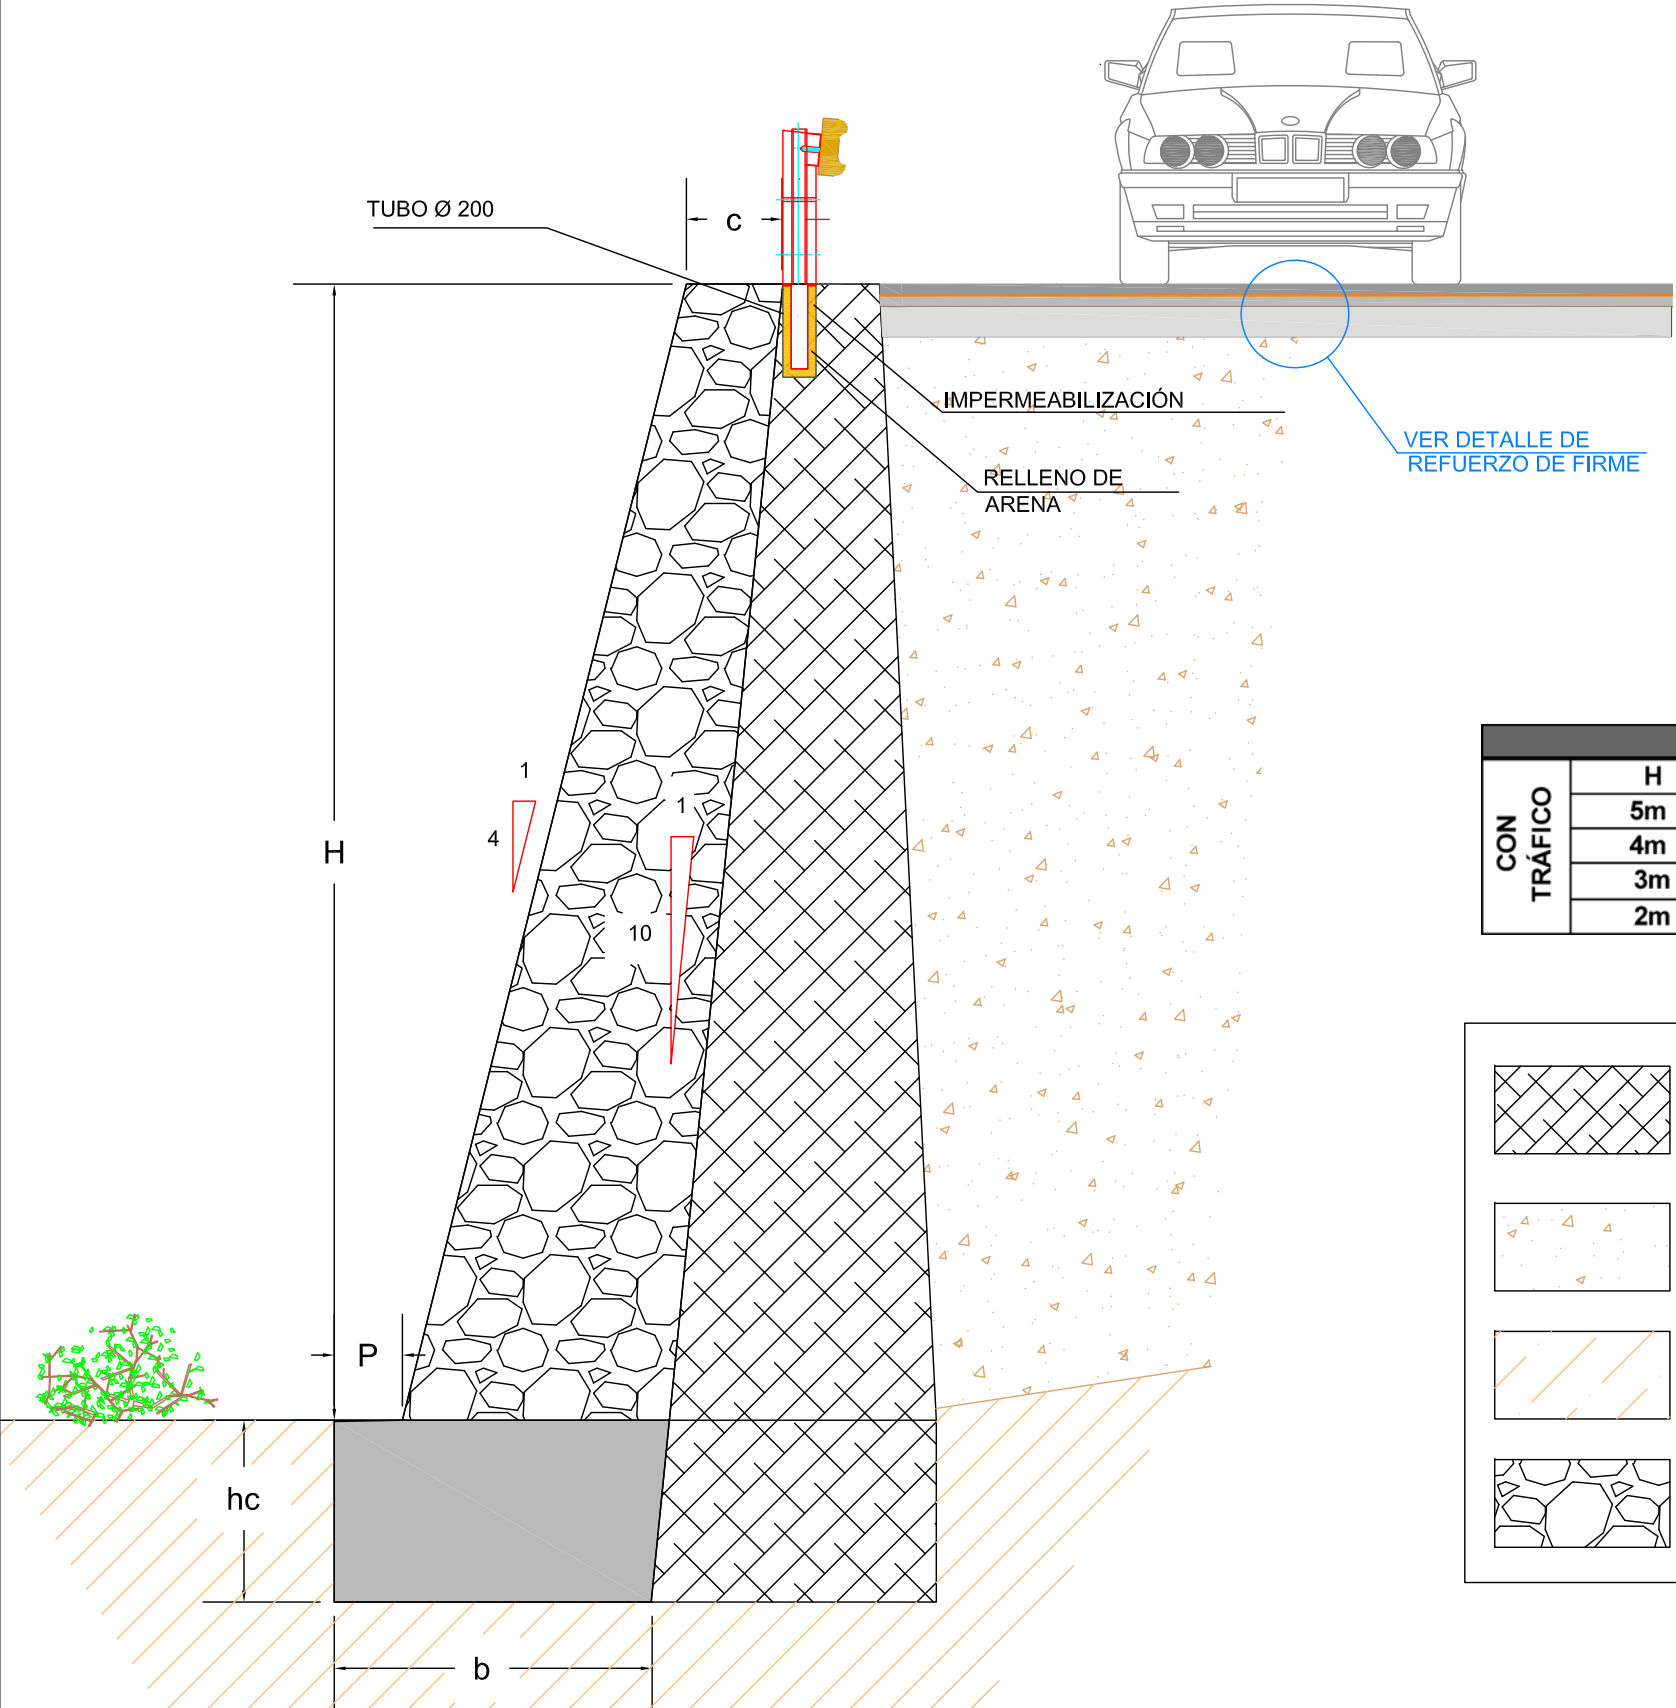 TUBO Ø 200
c
IMPERMEABILIZACIÓN
VER DETALLE DE
REFUERZO DE FIRME
RELLENO DE
ARENA
1
4
1
10
H
CON
TRÁFICO
H
5m
4m
3m
2m
P
hc
b